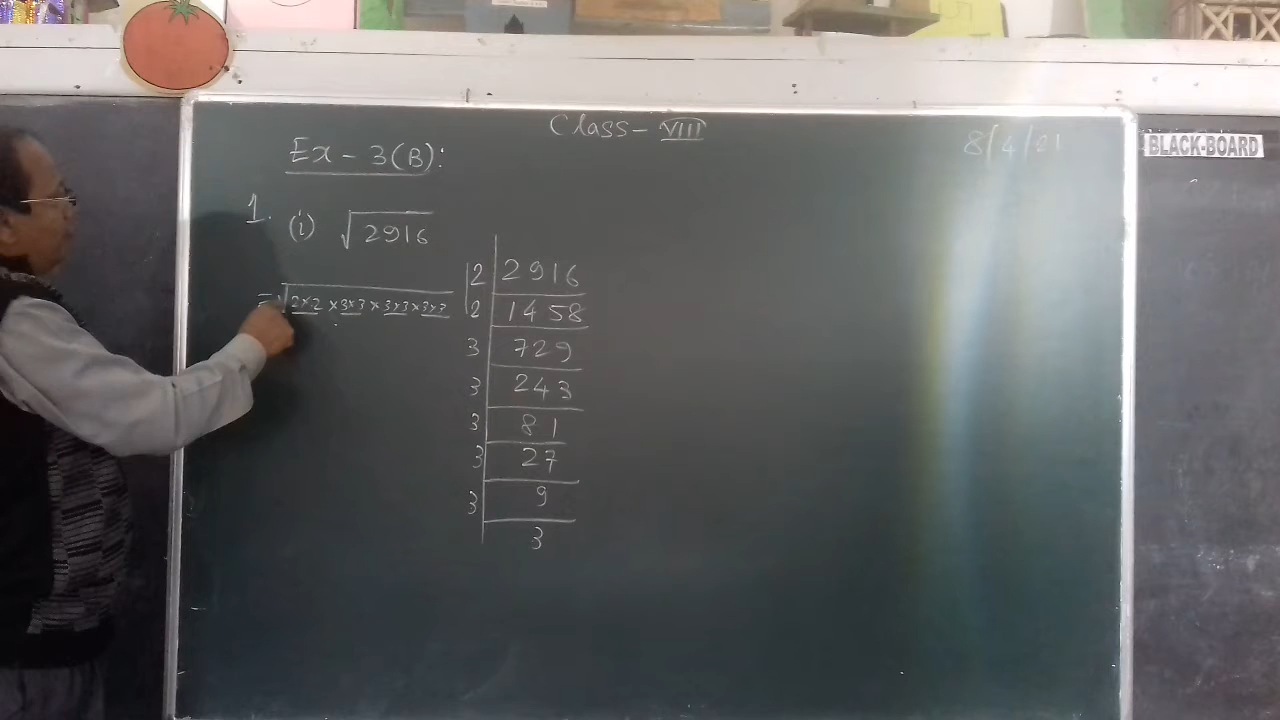 Class - VIII
8/4/21
BLACK-BOARD
Ex - 3(B):
1. (i) √2916
= √2×2×3×3×3×3×3×3
2 | 2916
2 | 1458
3 | 729
3 | 243
3 | 81
3 | 27
3 | 9
3